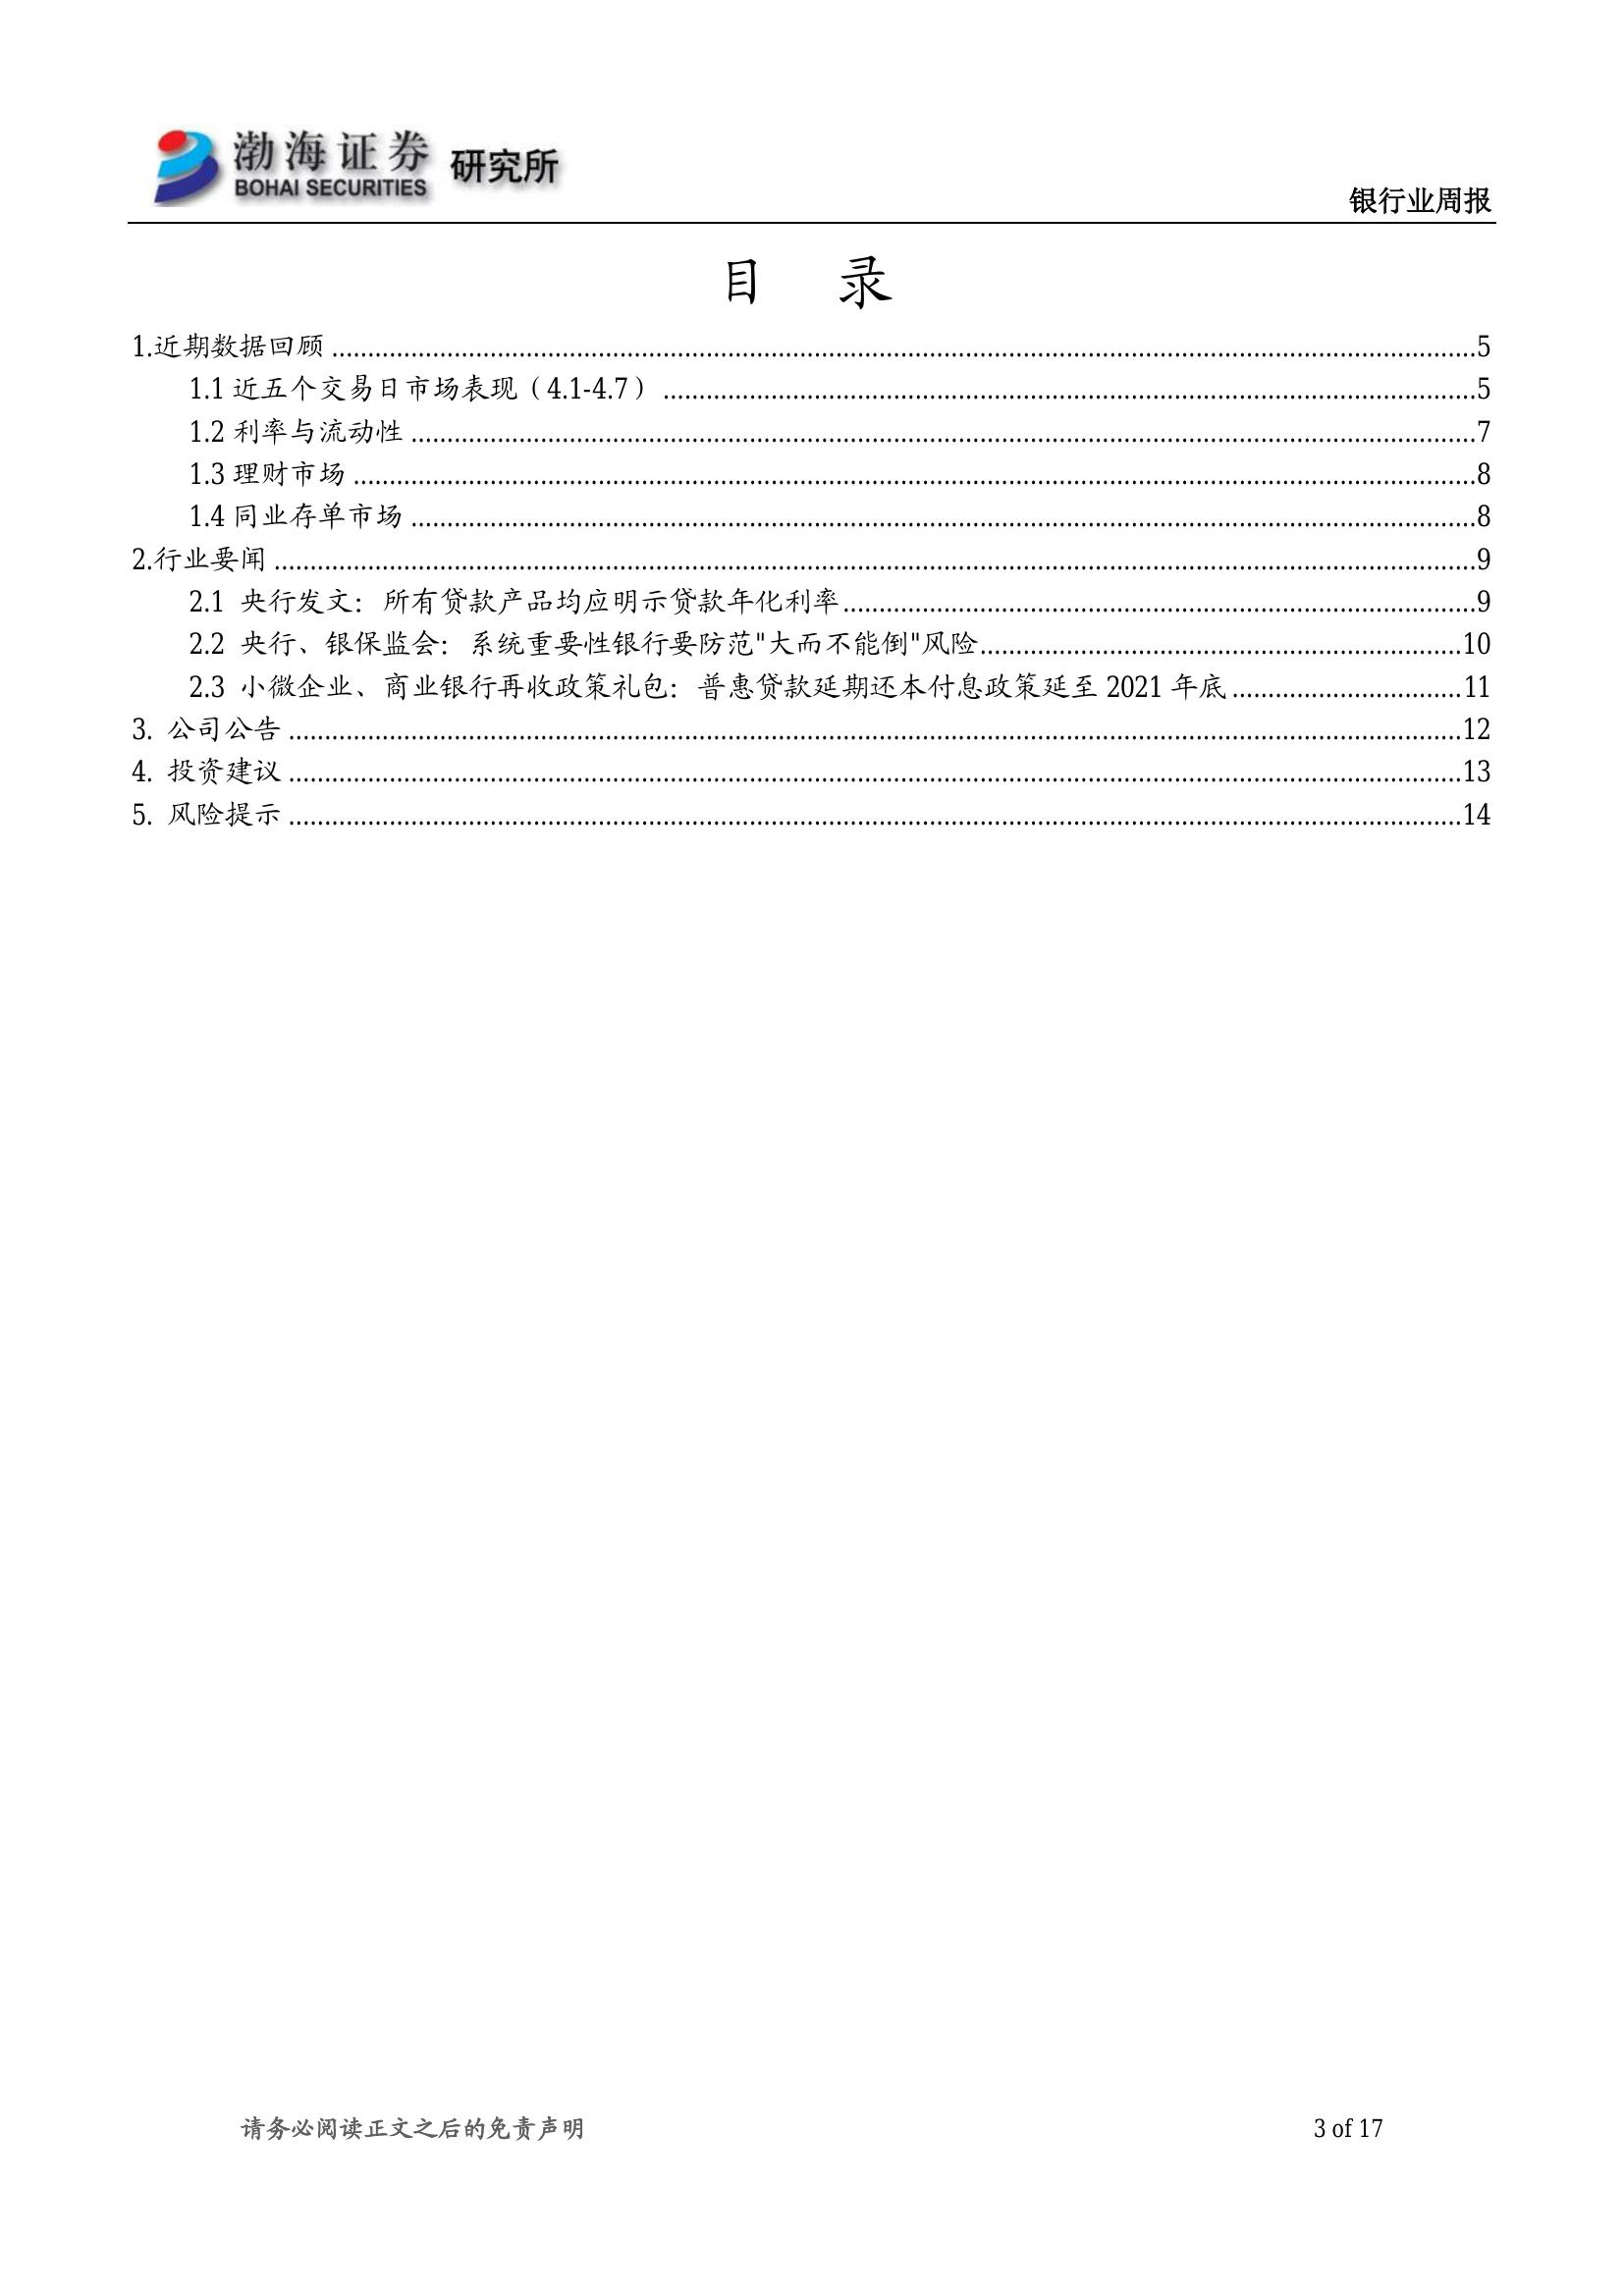 渤海证券 研究所
BOHAI SECURITIES
银行业周报
目 录
1.近期数据回顾 ........................................ 5
1.1 近五个交易日市场表现（4.1-4.7） ........................................ 5
1.2 利率与流动性 ........................................ 7
1.3 理财市场 ........................................ 8
1.4 同业存单市场 ........................................ 8
2.行业要闻 ........................................ 9
2.1 央行发文：所有贷款产品均应明示贷款年化利率 ........................................ 9
2.2 央行、银保监会：系统重要性银行要防范"大而不能倒"风险 ........................................ 10
2.3 小微企业、商业银行再收政策礼包：普惠贷款延期还本付息政策延至 2021 年底 ........................................ 11
3. 公司公告 ........................................ 12
4. 投资建议 ........................................ 13
5. 风险提示 ........................................ 14
请务必阅读正文之后的免责声明 3 of 17